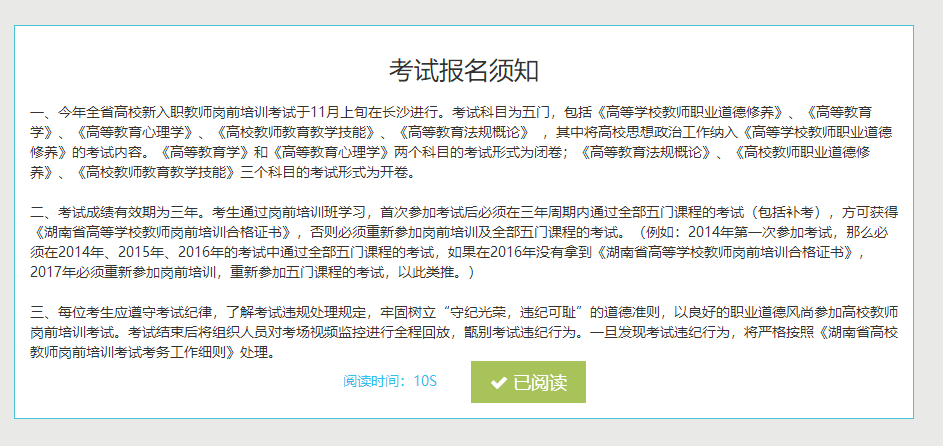 考试报名须知
一、今年全省高校新入职教师岗前培训考试于11月上旬在长沙进行。考试科目为五门，包括《高等学校教师职业道德修养》、《高等教育
学》、《高等教育心理学》、《高校教师教育教学技能》、《高等教育法规概论》 ，其中将高校思想政治工作纳入《高等学校教师职业道德
修养》的考试内容。《高等教育学》和《高等教育心理学》两个科目的考试形式为闭卷；《高等教育法规概论》、《高校教师职业道德修
养》、《高校教师教育教学技能》三个科目的考试形式为开卷。
二、考试成绩有效期为三年。考生通过岗前培训班学习，首次参加考试后必须在三年周期内通过全部五门课程的考试（包括补考），方可获得
《湖南省高等学校教师岗前培训合格证书》，否则必须重新参加岗前培训及全部五门课程的考试。（例如：2014年第一次参加考试，那么必
须在2014年、2015年、2016年的考试中通过全部五门课程的考试，如果在2016年没有拿到《湖南省高等学校教师岗前培训合格证书》，
2017年必须重新参加岗前培训，重新参加五门课程的考试，以此类推。）
三、每位考生应遵守考试纪律，了解考试违规处理规定，牢固树立“守纪光荣，违纪可耻”的道德准则，以良好的职业道德风尚参加高校教师
岗前培训考试。考试结束后将组织人员对考场视频监控进行全程回放，甄别考试违纪行为。一旦发现考试违纪行为，将严格按照《湖南省高校
教师岗前培训考试考务工作细则》处理。
阅读时间：10S 已阅读